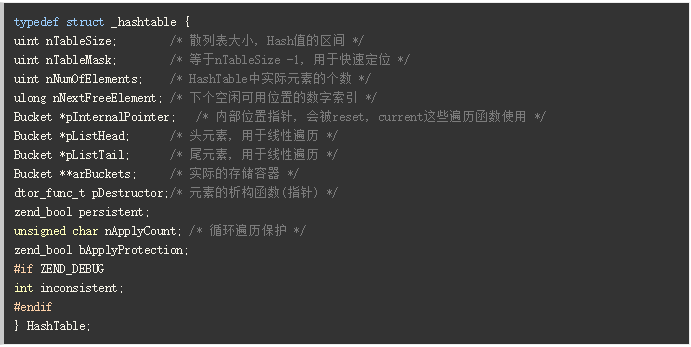 typedef struct _hashtable {
uint nTableSize; /* 散列表大小, Hash值的区间 */
uint nTableMask; /* 等于nTableSize -1, 用于快速定位 */
uint nNumOfElements; /* HashTable中实际元素的个数 */
ulong nNextFreeElement; /* 下个空闲可用位置的数字索引 */
Bucket *pInternalPointer; /* 内部位置指针, 会被reset, current这些遍历函数使用 */
Bucket *pListHead; /* 头元素, 用于线性遍历 */
Bucket *pListTail; /* 尾元素, 用于线性遍历 */
Bucket **arBuckets; /* 实际的存储容器 */
dtor_func_t pDestructor;/* 元素的析构函数(指针) */
zend_bool persistent;
unsigned char nApplyCount; /* 循环遍历保护 */
zend_bool bApplyProtection;
#if ZEND_DEBUG
int inconsistent;
#endif
} HashTable;